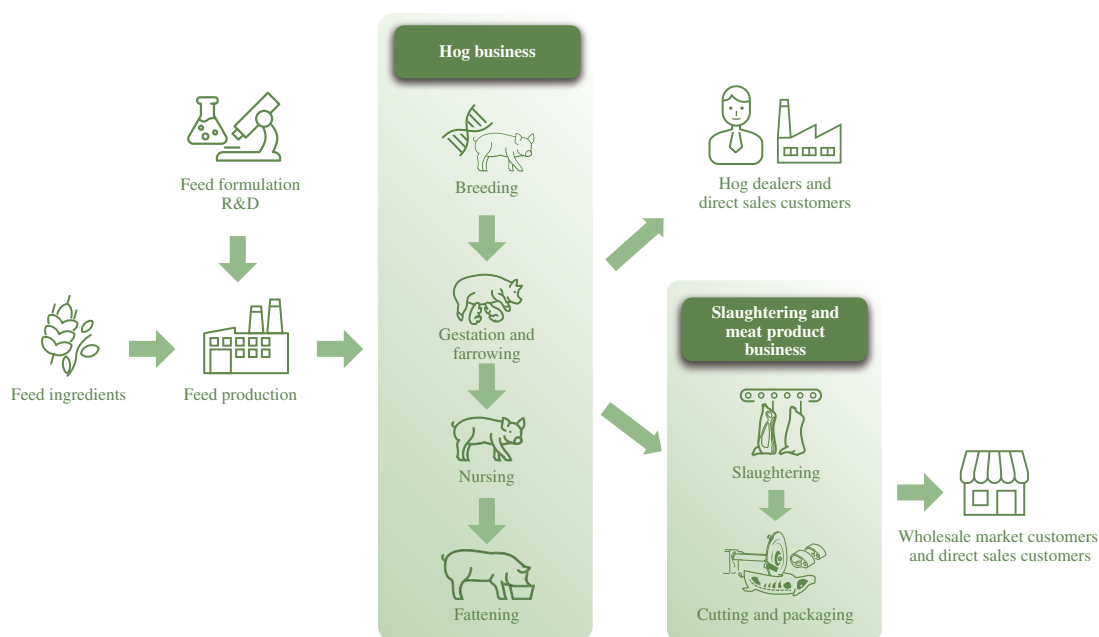 Hog business
Breeding
Gestation and
farrowing
Nursing
Fattening
Feed formulation
R&D
Feed ingredients
Feed production
Hog dealers and
direct sales customers
Slaughtering and
meat product
business
Slaughtering
Cutting and packaging
Wholesale market customers
and direct sales customers